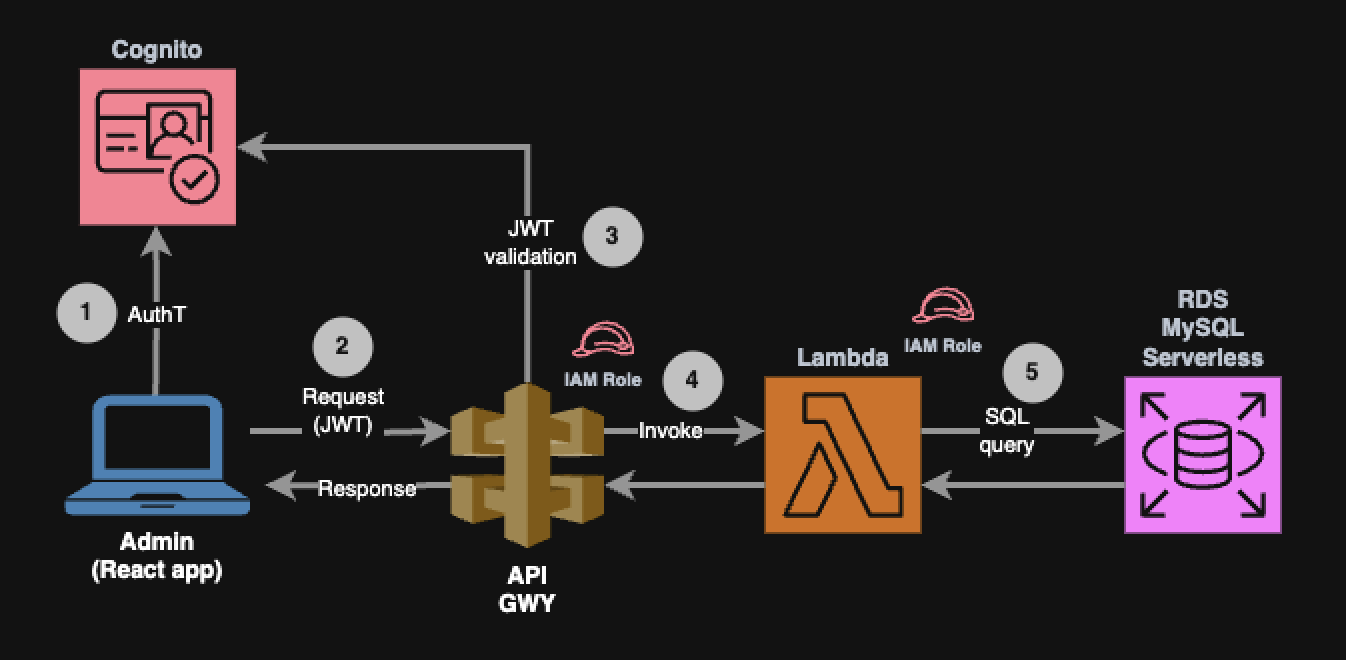 Cognito
JWT
validation
3
1
AuthT
2
Request
(JWT)
IAM Role
4
Invoke
Lambda
IAM Role
5
SQL
query
RDS
MySQL
Serverless
Response
Admin
(React app)
API
GWY